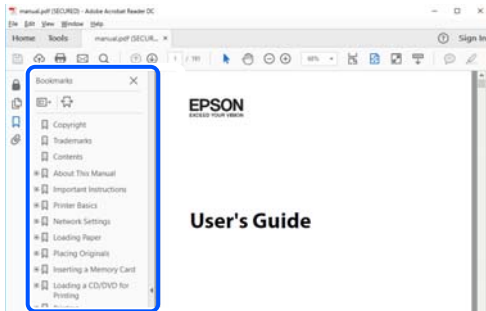 manual.pdf (SECURED) - Adobe Acrobat Reader DC
File Edit View Window Help
Home Tools manual.pdf (SECUR... ×
Sign In
1 /
Bookmarks
Copyright
Trademarks
Contents
About This Manual
Important Instructions
Printer Basics
Network Settings
Loading Paper
Placing Originals
Inserting a Memory Card
Loading a CD/DVD for
Printing
EPSON
EXCEED YOUR VISION
User's Guide